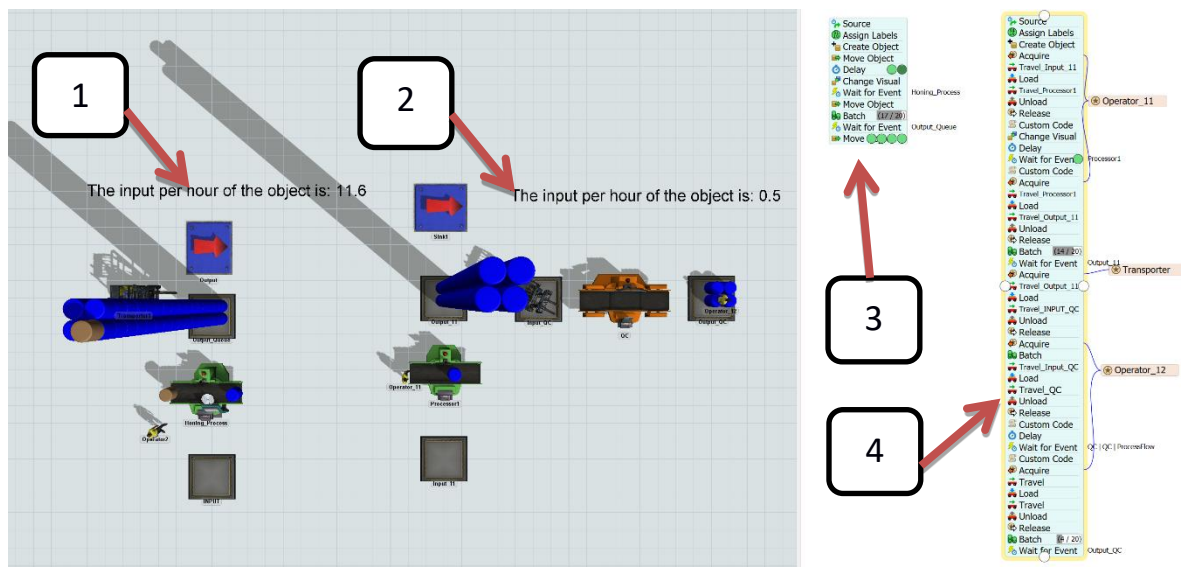 1
2
3
4
The input per hour of the object is: 11.6
The input per hour of the object is: 0.5
Output
Sink1
Transporter1
Output_Queue
Output_11
Input_QC
QC
Operator_12
Output_QC
Operator_11
Processor1
Honing_Process
Operator2
INPUT
Input_11
Source
Assign Labels
Create Object
Move Object
Delay
Change Visual
Wait for Event Honing_Process
Move Object
Batch (17 / 20)
Wait for Event Output_Queue
Move
Source
Assign Labels
Create Object
Acquire
Travel_Input_11
Load
Travel_Processor1
Unload
Release
Custom Code
Change Visual
Delay
Wait for Even Processor1
Custom Code
Acquire
Travel_Processor1
Load
Travel_Output_11
Unload
Release
Batch (14 / 20)
Wait for Event Output_11
Acquire
Travel_Output_11
Load
Travel_INPUT_QC
Unload
Release
Acquire
Batch
Travel_Input_QC
Load
Travel_QC
Unload
Release
Custom Code
Delay
Wait for Event QC | QC | ProcessFlow
Custom Code
Acquire
Travel
Load
Travel
Unload
Release
Batch / 20)
Wait for Event Output_QC
Operator_11
Transporter
Operator_12